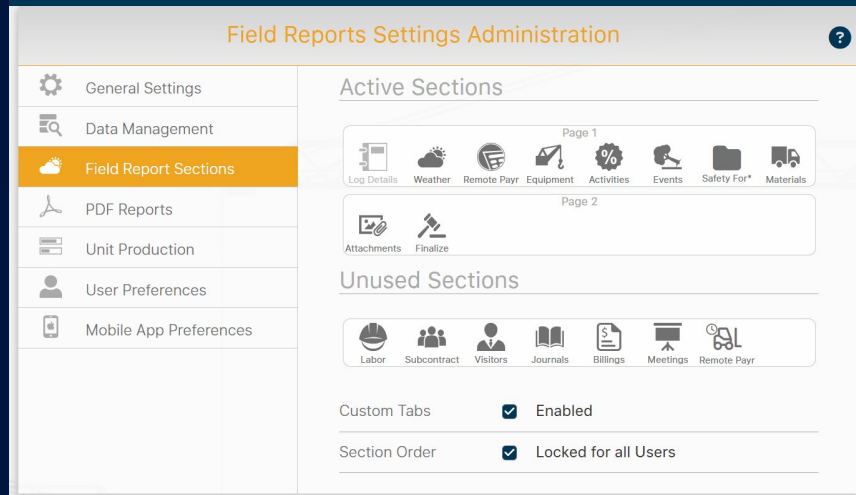 Field Reports Settings Administration
?
General Settings
Data Management
Field Report Sections
PDF Reports
Unit Production
User Preferences
Mobile App Preferences
Active Sections
Page 1
Log Details Weather Remote Payr Equipment Activities Events Safety For* Materials
%
Page 2
Attachments Finalize
Unused Sections
$
Labor Subcontract Visitors Journals Billings Meetings Remote Payr
Custom Tabs Enabled
Section Order Locked for all Users